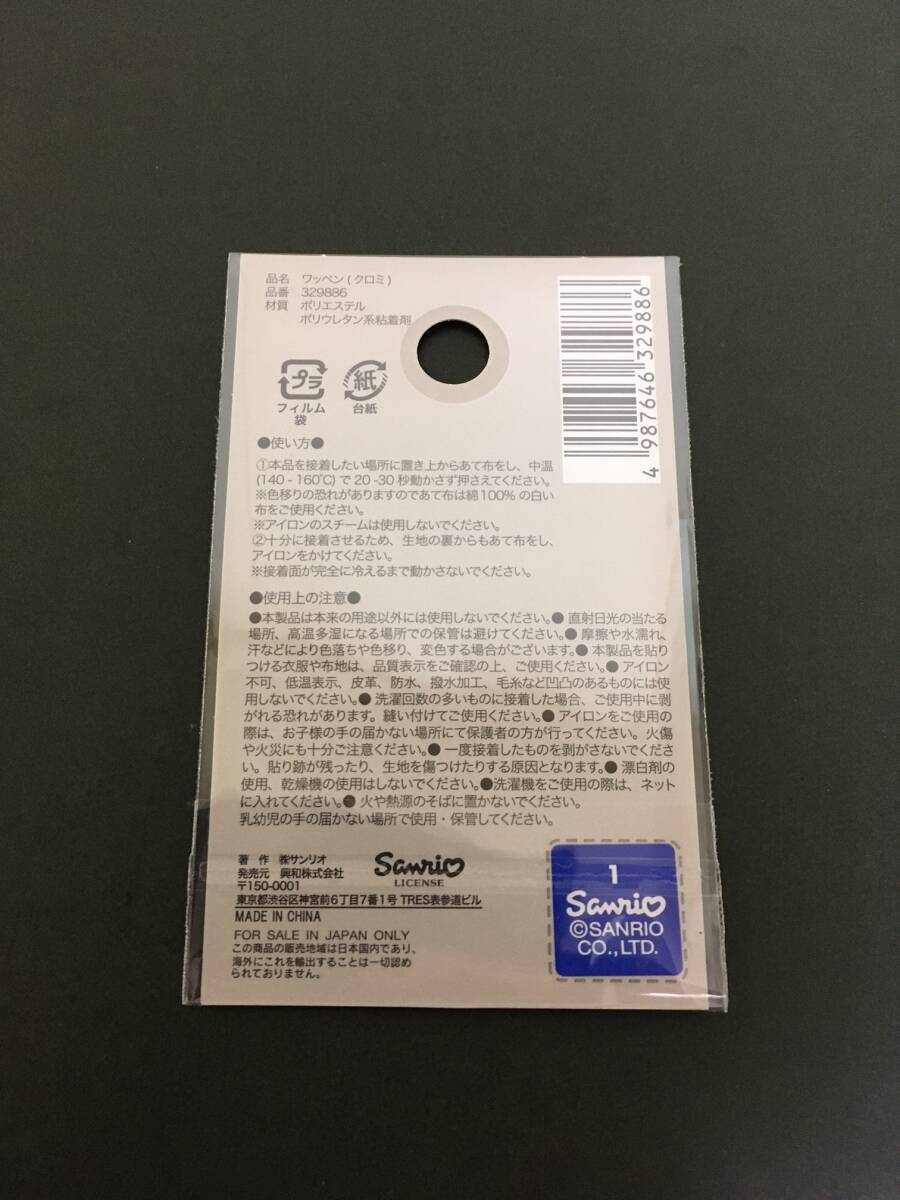 品名 ワッペン ( クロミ )
品番 329886
材質 ポリエステル
ポリウレタン系粘着剤
4 987646 329886
プラ
フィルム
袋
紙
台紙
●使い方●
①本品を接着したい場所に置き上からあて布をし、中温
(140 - 160℃) で 20 -30 秒動かさず押さえてください。
※色移りの恐れがありますのであて布は綿100% の白い
布をご使用ください。
※アイロンのスチームは使用しないでください。
②十分に接着させるため、生地の裏からもあて布をし、
アイロンをかけてください。
※接着面が完全に冷えるまで動かさないでください。
●使用上の注意●
●本製品は本来の用途以外には使用しないでください。● 直射日光の当たる
場所、高温多湿になる場所での保管は避けてください。● 摩擦や水濡れ、
汗などにより色落ちや色移り、変色する場合がございます。● 本製品を貼り
つける衣服や布地は、品質表示をご確認の上、ご使用ください。● アイロン
不可、低温表示、皮革、防水、撥水加工、毛糸など凹凸のあるものには使
用しないでください。● 洗濯回数の多いものに接着した場合、ご使用中に剥
がれる恐れがあります。縫い付けてご使用ください。● アイロンをご使用の
際は、お子様の手の届かない場所にて保護者の方が行ってください。火傷
や火災にも十分ご注意ください。● 一度接着したものを剥がさないでくださ
い。貼り跡が残ったり、生地を傷つけたりする原因となります。● 漂白剤の
使用、乾燥機の使用はしないでください。●洗濯機をご使用の際は、ネット
に入れてください。● 火や熱源のそばに置かないでください。
乳幼児の手の届かない場所で使用・保管してください。
著 作 ㈱サンリオ
発売元 興和株式会社
〒150-0001
東京都渋谷区神宮前6丁目7番1号 TRES表参道ビル
MADE IN CHINA
FOR SALE IN JAPAN ONLY
この商品の販売地域は日本国内であり、
海外にこれを輸出することは一切認め
られておりません。
Sanrio
LICENSE
1
Sanrio
©SANRIO
CO.,LTD.